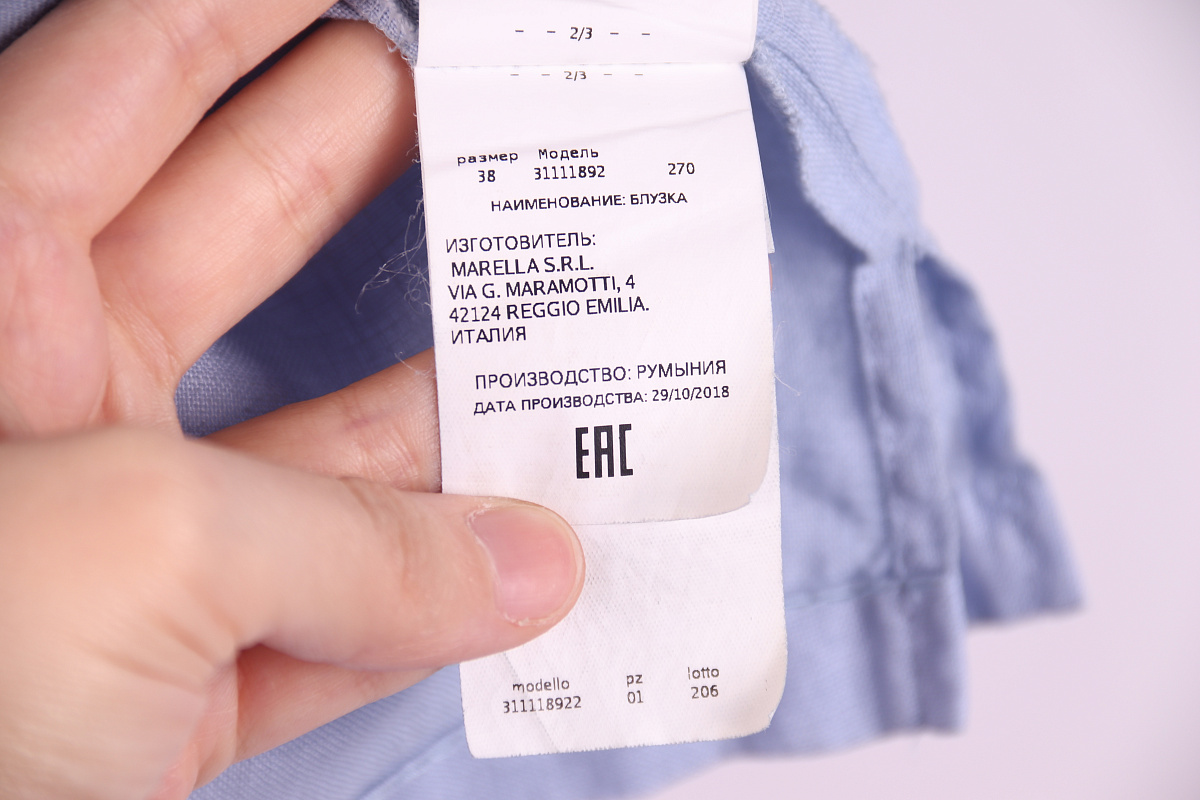 - - 2/3 - -
- - 2/3 - -
размер Модель
38 31111892 270
НАИМЕНОВАНИЕ: БЛУЗКА
ИЗГОТОВИТЕЛЬ:
MARELLA S.R.L.
VIA G. MARAMOTTI, 4
42124 REGGIO EMILIA.
ИТАЛИЯ
ПРОИЗВОДСТВО: РУМЫНИЯ
ДАТА ПРОИЗВОДСТВА: 29/10/2018
EAC
modello pz lotto
311118922 01 206